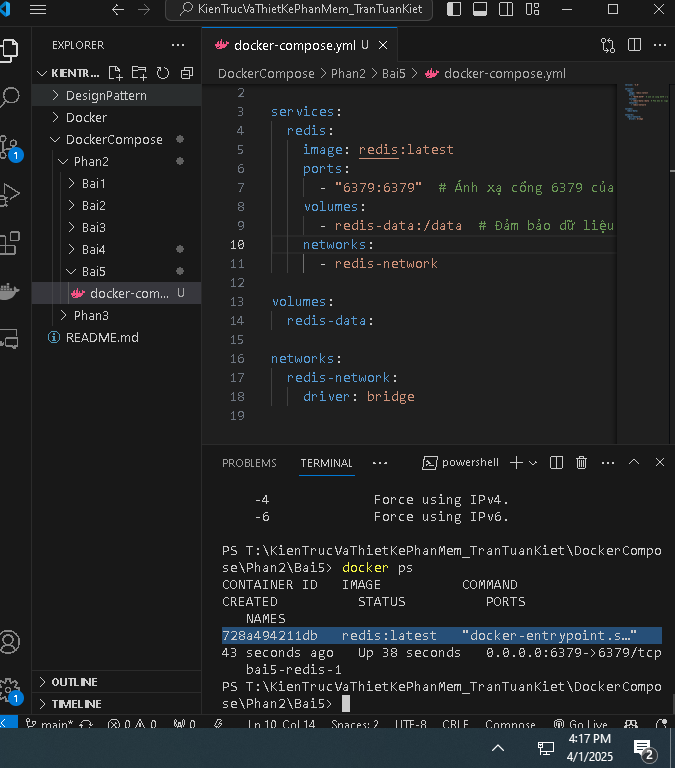 KienTrucVaThietKePhanMem_TranTuanKiet
EXPLORER
KIENTR...
DesignPattern
Docker
DockerCompose
Phan2
Bai1
Bai2
Bai3
Bai4
Bai5
docker-com... U
Phan3
README.md
OUTLINE
TIMELINE
1
1
docker-compose.yml U
DockerCompose > Phan2 > Bai5 > docker-compose.yml
2
3 services:
4 redis:
5 image: redis:latest
6 ports:
7 - "6379:6379" # Ánh xạ cổng 6379 của
8 volumes:
9 - redis-data:/data # Đảm bảo dữ liệu
10 networks:
11 - redis-network
12
13 volumes:
14 redis-data:
15
16 networks:
17 redis-network:
18 driver: bridge
19
PROBLEMS TERMINAL powershell
-4 Force using IPv4.
-6 Force using IPv6.
PS T:\KienTrucVaThietKePhanMem_TranTuanKiet\DockerCompo
se\Phan2\Bai5> docker ps
CONTAINER ID IMAGE COMMAND
CREATED STATUS PORTS
NAMES
728a494211db redis:latest "docker-entrypoint.s…"
43 seconds ago Up 38 seconds 0.0.0.0:6379->6379/tcp
bai5-redis-1
PS T:\KienTrucVaThietKePhanMem_TranTuanKiet\DockerCompo
se\Phan2\Bai5>
main* 0 0 0 Ln 10, Col 14 Spaces: 2 UTF-8 CRLF Compose Go Live
4:17 PM
4/1/2025
2